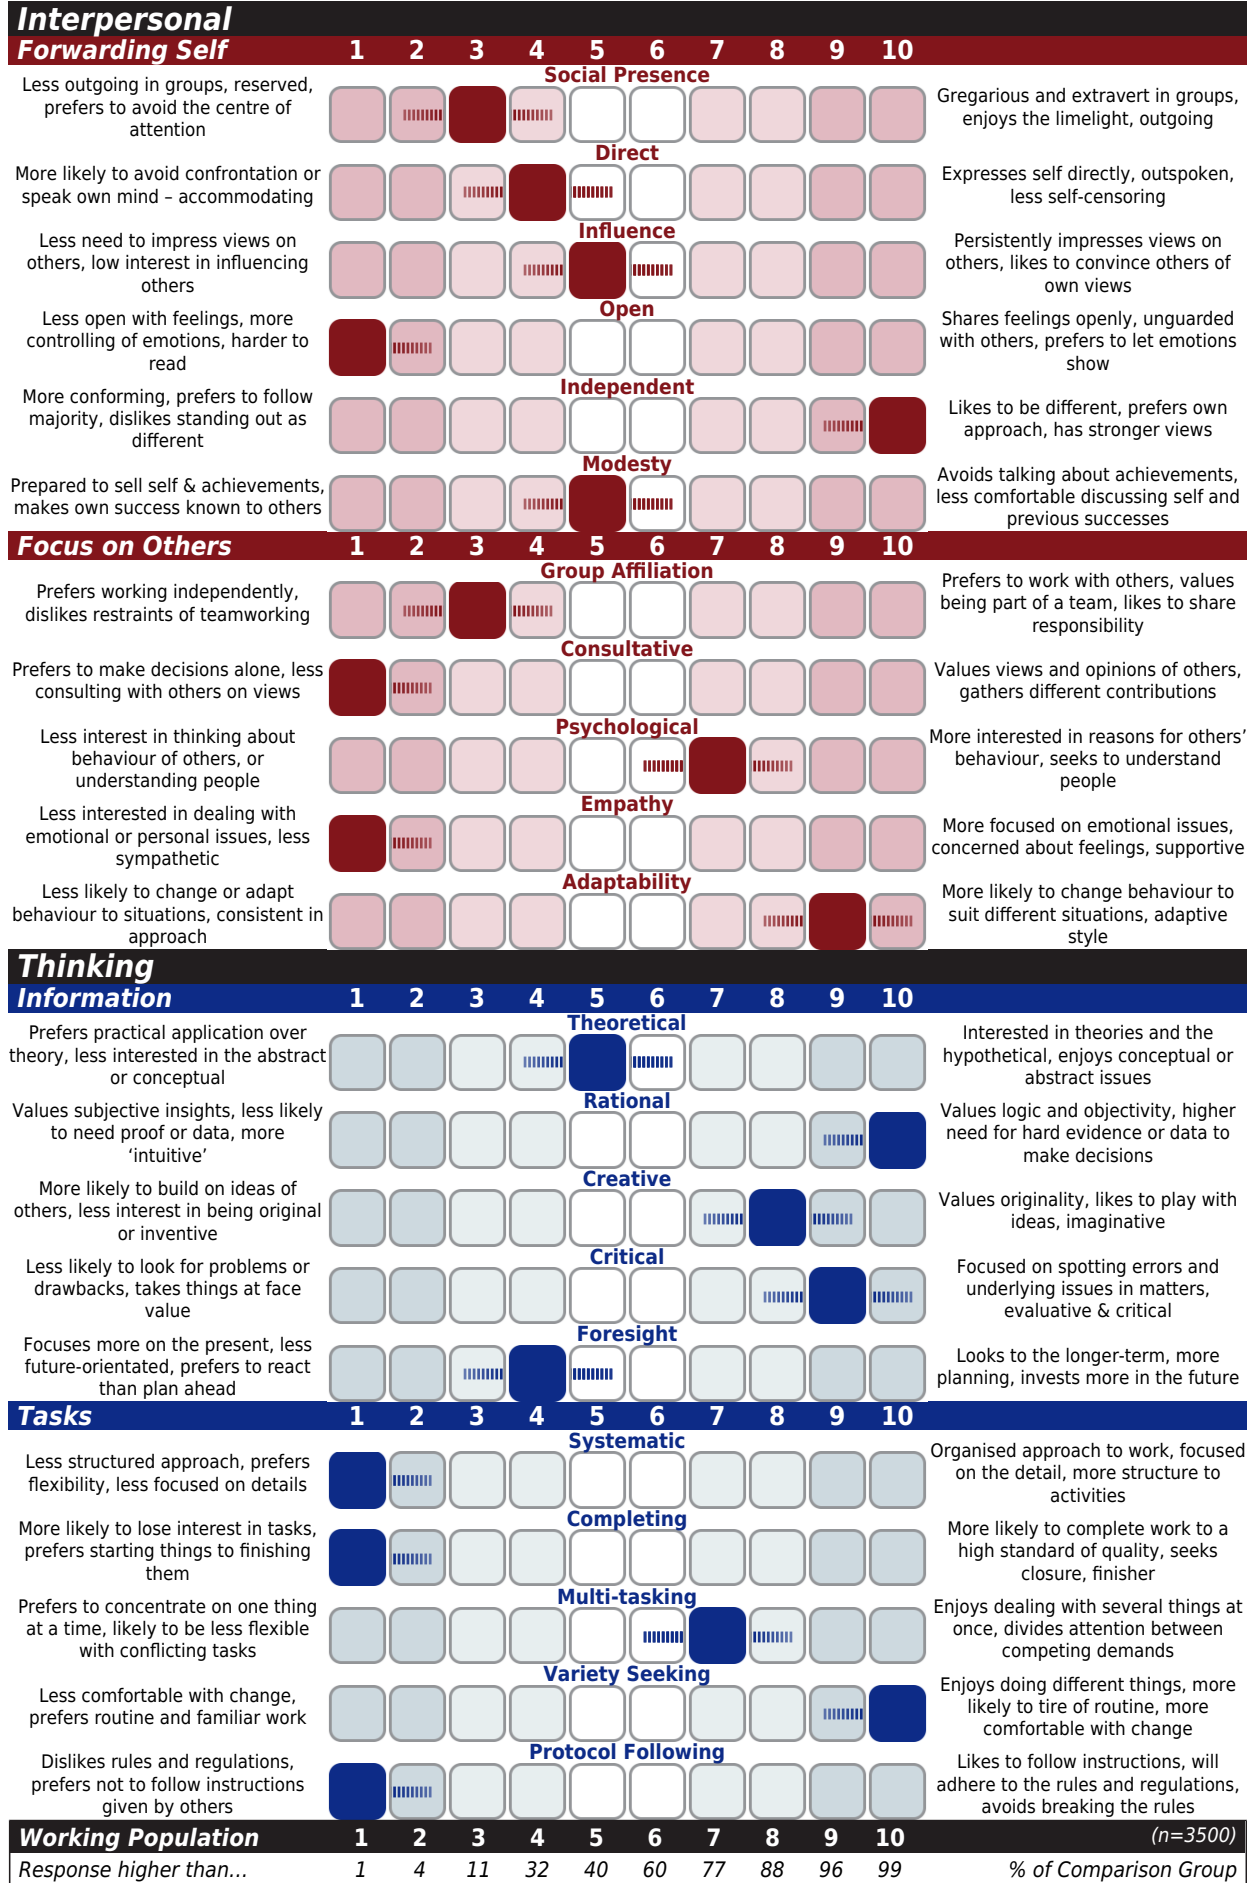 Interpersonal
Forwarding Self 1 2 3 4 5 6 7 8 9 10
Social Presence
Less outgoing in groups, reserved,
prefers to avoid the centre of
attention
Gregarious and extravert in groups,
enjoys the limelight, outgoing
Direct
More likely to avoid confrontation or
speak own mind – accommodating
Expresses self directly, outspoken,
less self-censoring
Influence
Less need to impress views on
others, low interest in influencing
others
Persistently impresses views on
others, likes to convince others of
own views
Open
Less open with feelings, more
controlling of emotions, harder to
read
Shares feelings openly, unguarded
with others, prefers to let emotions
show
Independent
More conforming, prefers to follow
majority, dislikes standing out as
different
Likes to be different, prefers own
approach, has stronger views
Modesty
Prepared to sell self & achievements,
makes own success known to others
Avoids talking about achievements,
less comfortable discussing self and
previous successes
Focus on Others 1 2 3 4 5 6 7 8 9 10
Group Affiliation
Prefers working independently,
dislikes restraints of teamworking
Prefers to work with others, values
being part of a team, likes to share
responsibility
Consultative
Prefers to make decisions alone, less
consulting with others on views
Values views and opinions of others,
gathers different contributions
Psychological
Less interest in thinking about
behaviour of others, or
understanding people
More interested in reasons for others’
behaviour, seeks to understand
people
Empathy
Less interested in dealing with
emotional or personal issues, less
sympathetic
More focused on emotional issues,
concerned about feelings, supportive
Adaptability
Less likely to change or adapt
behaviour to situations, consistent in
approach
More likely to change behaviour to
suit different situations, adaptive
style
Thinking
Information 1 2 3 4 5 6 7 8 9 10
Theoretical
Prefers practical application over
theory, less interested in the abstract
or conceptual
Interested in theories and the
hypothetical, enjoys conceptual or
abstract issues
Rational
Values subjective insights, less likely
to need proof or data, more
‘intuitive’
Values logic and objectivity, higher
need for hard evidence or data to
make decisions
Creative
More likely to build on ideas of
others, less interest in being original
or inventive
Values originality, likes to play with
ideas, imaginative
Critical
Less likely to look for problems or
drawbacks, takes things at face
value
Focused on spotting errors and
underlying issues in matters,
evaluative & critical
Foresight
Focuses more on the present, less
future-orientated, prefers to react
than plan ahead
Looks to the longer-term, more
planning, invests more in the future
Tasks 1 2 3 4 5 6 7 8 9 10
Systematic
Less structured approach, prefers
flexibility, less focused on details
Organised approach to work, focused
on the detail, more structure to
activities
Completing
More likely to lose interest in tasks,
prefers starting things to finishing
them
More likely to complete work to a
high standard of quality, seeks
closure, finisher
Multi-tasking
Prefers to concentrate on one thing
at a time, likely to be less flexible
with conflicting tasks
Enjoys dealing with several things at
once, divides attention between
competing demands
Variety Seeking
Less comfortable with change,
prefers routine and familiar work
Enjoys doing different things, more
likely to tire of routine, more
comfortable with change
Protocol Following
Dislikes rules and regulations,
prefers not to follow instructions
given by others
Likes to follow instructions, will
adhere to the rules and regulations,
avoids breaking the rules
Working Population 1 2 3 4 5 6 7 8 9 10 (n=3500)
Response higher than... 1 4 11 32 40 60 77 88 96 99 % of Comparison Group